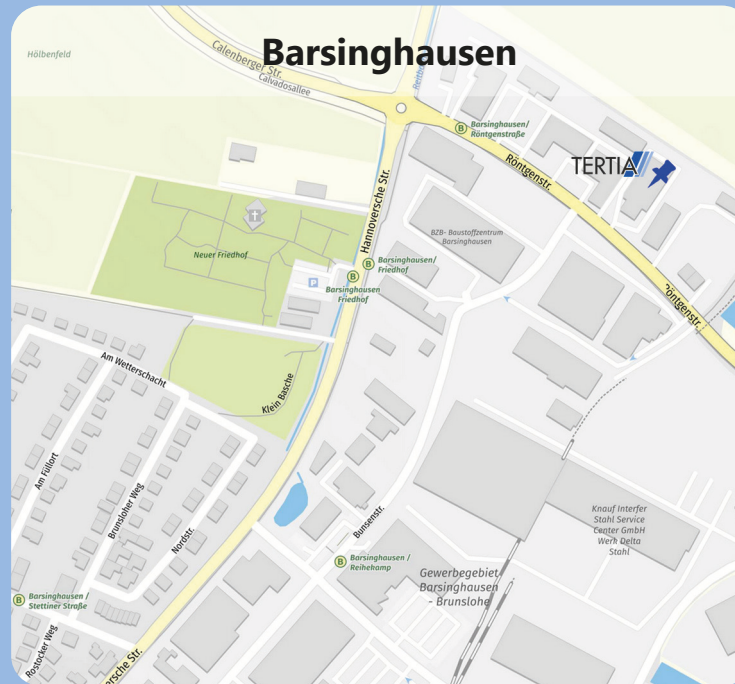 Barsinghausen
Hölbenfeld
Calenberger Str.
Calvadosallee
Reitb
Barsinghausen/
Röntgenstraße
TERTIA
Röntgenstr.
Hannoversche Str.
BZB- Baustoffzentrum
Barsinghausen
Neuer Friedhof
Barsinghausen/
Friedhof
Barsinghausen
Friedhof
P
B
B
B
Röntgenstr.
Am Wetterschacht
Klein Basche
Am Füllort
Brunsloher Weg
Nordstr.
Bunsenstr.
Knauf Interfer
Stahl Service
Center GmbH
Werk Delta
Stahl
B
Barsinghausen /
Reihekamp
Gewerbegebiet
Barsinghausen
- Brunslohe
B
Barsinghausen /
Stettiner Straße
Rostocker Weg
versche Str.